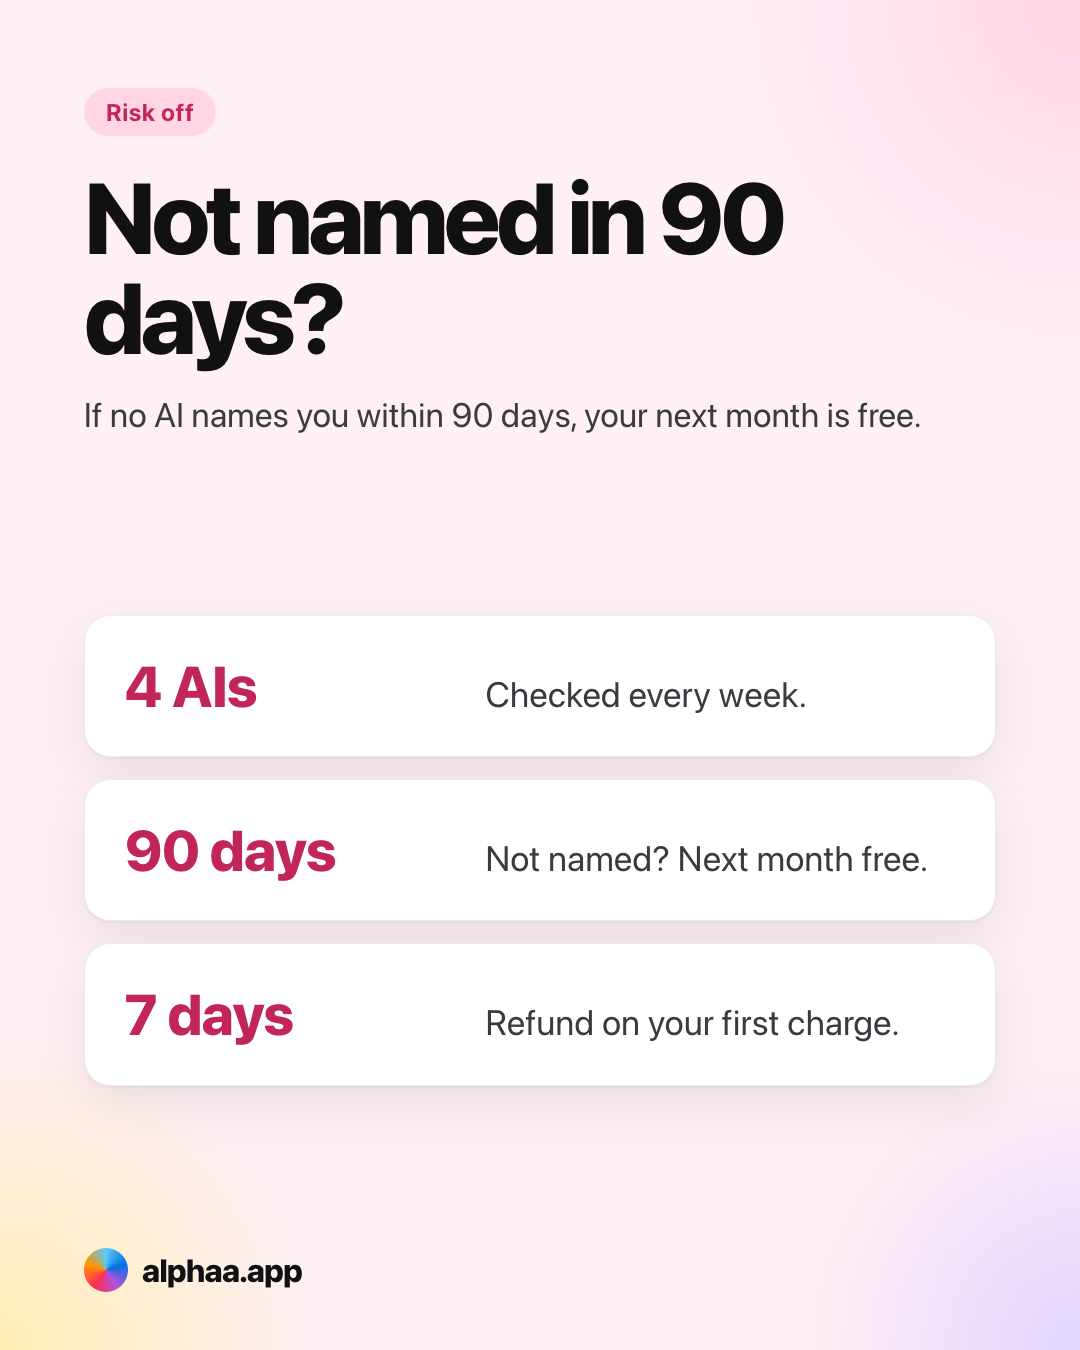 Risk off
Not named in 90
days?
If no AI names you within 90 days, your next month is free.
4 AIs
Checked every week.
90 days
Not named? Next month free.
7 days
Refund on your first charge.
alphaa.app